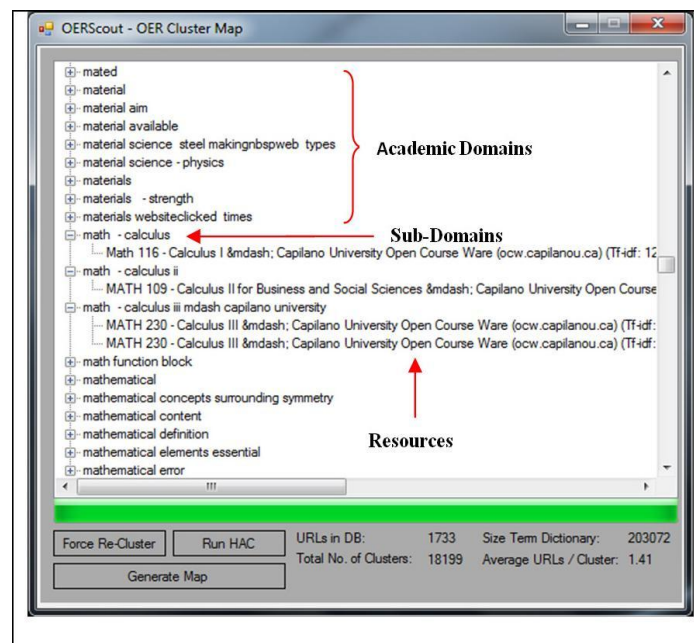 OERScout - OER Cluster Map
mated
material
material aim
material available
material science steel makingnbspweb types
material science - physics
materials
materials - strength
materials websiteclicked times
Academic Domains
math - calculus
Sub-Domains
Math 116 - Calculus I &mdash; Capilano University Open Course Ware (ocw.capilanou.ca) (Tf-idf: 12
math - calculus ii
MATH 109 - Calculus II for Business and Social Sciences &mdash; Capilano University Open Course
math - calculus iii mdash capilano university
MATH 230 - Calculus III &mdash; Capilano University Open Course Ware (ocw.capilanou.ca) (Tf-idf:
MATH 230 - Calculus III &mdash; Capilano University Open Course Ware (ocw.capilanou.ca) (Tf-idf:
math function block
mathematical
mathematical concepts surrounding symmetry
mathematical content
mathematical definition
mathematical elements essential
mathematical error
Resources
Force Re-Cluster Run HAC URLs in DB: 1733 Size Term Dictionary: 203072
Total No. of Clusters: 18199 Average URLs / Cluster: 1.41
Generate Map